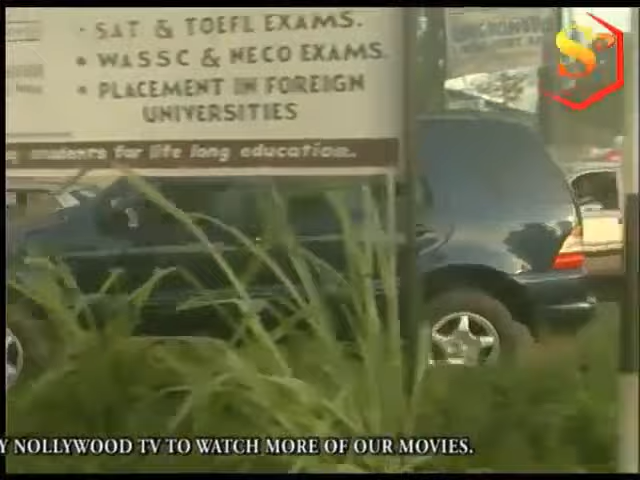 · SAT & TOEFL EXAMS.
• WASSC & NECO EXAMS.
• PLACEMENT IN FOREIGN
UNIVERSITIES
students for life long education.
Y NOLLYWOOD TV TO WATCH MORE OF OUR MOVIES.